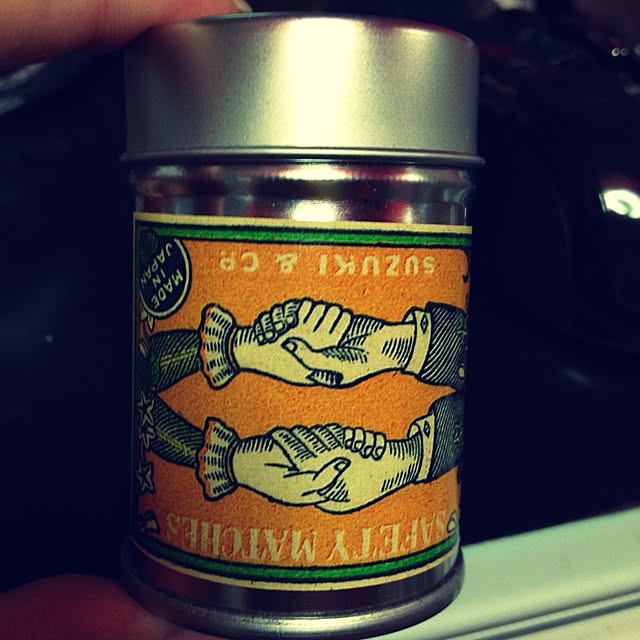 SAFETY MATCHES
SUZUKI & CO
MADE
IN
JAPAN